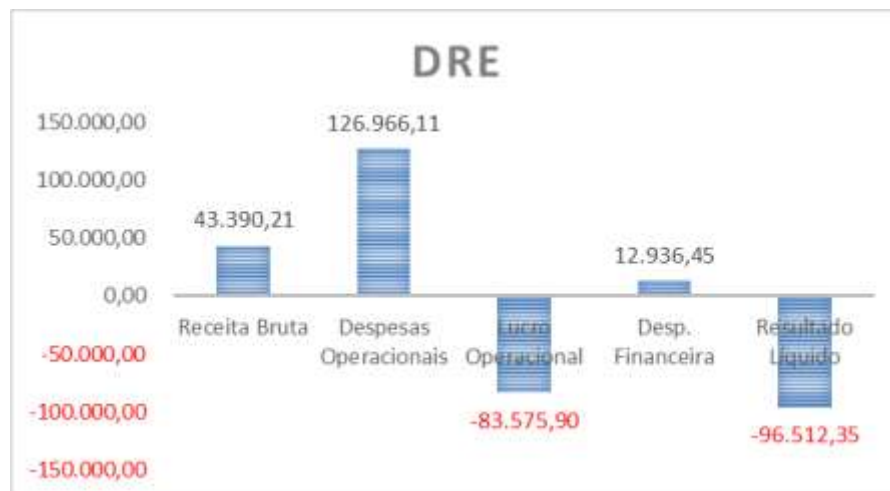 DRE
150.000,00
100.000,00
50.000,00
0,00
-50.000,00
-100.000,00
-150.000,00
43.390,21
126.966,11
-83.575,90
12.936,45
-96.512,35
Receita Bruta
Despesas
Operacionais
Lucro
Operacional
Desp.
Financeira
Resultado
Líquido